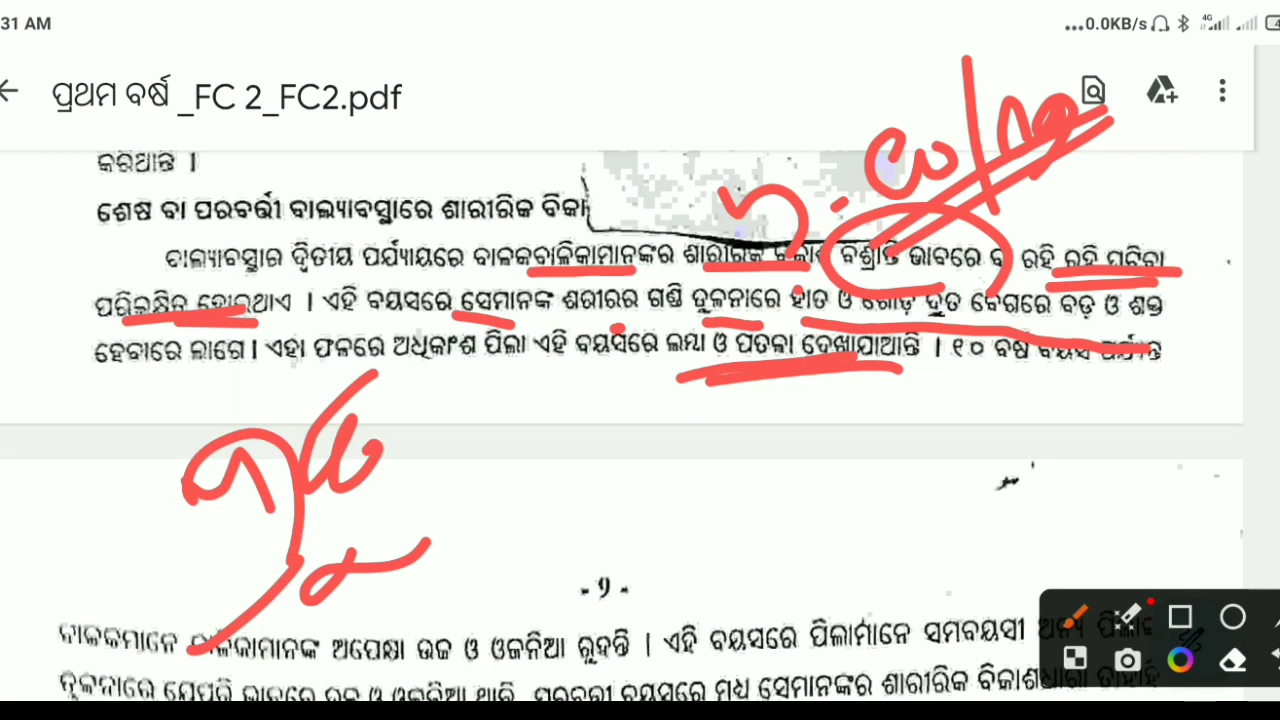 31 AM
...0.0KB/s 4G 4
ପ୍ରଥମ ବର୍ଷ _FC 2_FC2.pdf
କରିଥାନ୍ତି ।
ଶେଷ ବା ପରବର୍ତ୍ତୀ ବାଲ୍ୟାବସ୍ଥାରେ ଶାରୀରିକ ବିକା
ବାଲ୍ୟାବସ୍ଥାର ଦ୍ଵିତୀୟ ପର୍ଯ୍ୟାୟରେ ବାଳକବାଳିକାମାନଙ୍କର ଶାରୀରିକ ବିକାଶ ବିଶ୍ରାନ୍ତି ଭାବରେ ବା ରହି ରହି ଘଟିବା
ପରିଲକ୍ଷିତ ହୋଇଥାଏ । ଏହି ବୟସରେ ସେମାନଙ୍କ ଶରୀରର ଗଣ୍ଡି ତୁଳନାରେ ହାତ ଓ ଗୋଡ଼ ଦ୍ରୁତ ବେଗରେ ବଡ଼ ଓ ଶକ୍ତ
ହେବାରେ ଲାଗେ । ଏହା ଫଳରେ ଅଧିକାଂଶ ପିଲା ଏହି ବୟସରେ ଲମ୍ବା ଓ ପତଳା ଦେଖାଯାଆନ୍ତି । ୧୦ ବର୍ଷ ବୟସ ପର୍ଯ୍ୟନ୍ତ
- ୨ -
ବାଳକମାନେ ବାଳିକାମାନଙ୍କ ଅପେକ୍ଷା ଉଚ୍ଚ ଓ ଓଜନିଆ ରୁହନ୍ତି । ଏହି ବୟସରେ ପିଲାମାନେ ସମବୟସୀ ଅନ୍ୟ ପିଲାଙ୍କ
ତୁଳନାରେ ଯେପରି ଭାବରେ ଉଚ୍ଚ ଓ ଓଜନିଆ ଥାନ୍ତି, ପରବର୍ତ୍ତୀ ବୟସରେ ମଧ୍ୟ ସେମାନଙ୍କର ଶାରୀରିକ ବିକାଶଧାରା